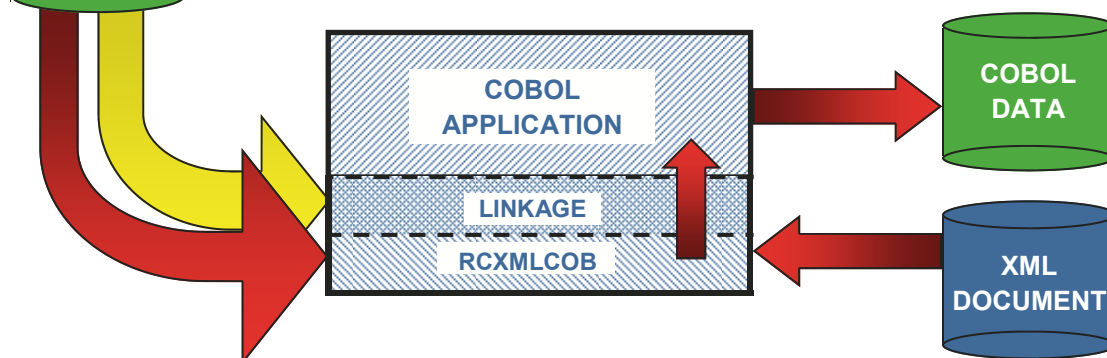 COBOL
APPLICATION
LINKAGE
RCXMLCOB
COBOL
DATA
XML
DOCUMENT